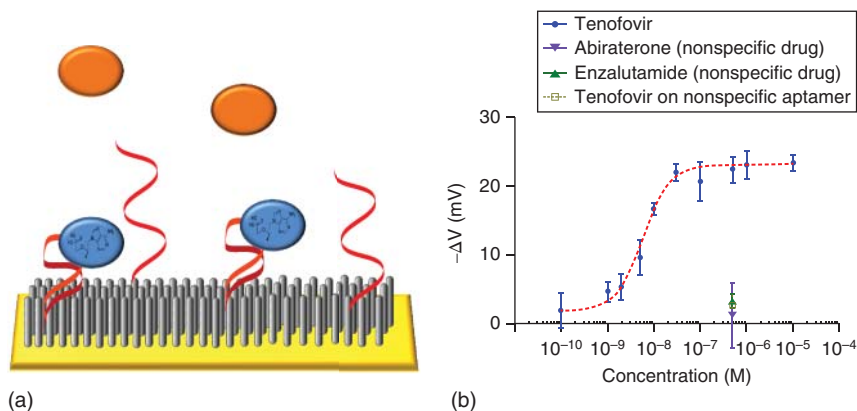 Tenofovir
Abiraterone (nonspecific drug)
Enzalutamide (nonspecific drug)
Tenofovir on nonspecific aptamer
30
20
10
0
−ΔV (mV)
10⁻¹⁰ 10⁻⁹ 10⁻⁸ 10⁻⁷ 10⁻⁶ 10⁻⁵ 10⁻⁴
Concentration (M)
(a)
(b)